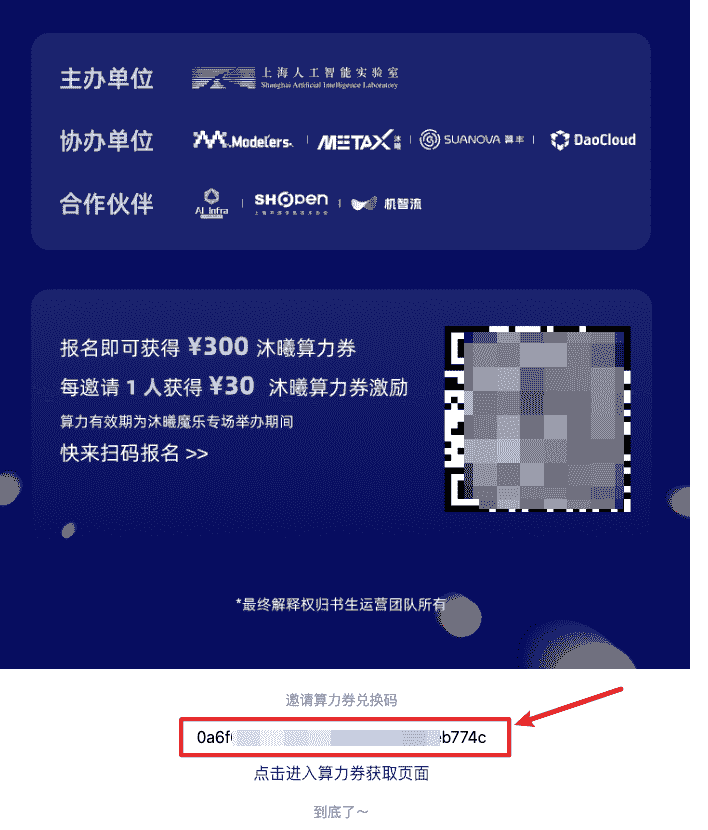 主办单位
上海人工智能实验室
Shanghai Artificial Intelligence Laboratory
协办单位
Modelers. METAX 沐曦 SUANOVA 算丰 DaoCloud
合作伙伴
AI Infra SHOpen 机智流
报名即可获得 ¥300 沐曦算力券
每邀请 1 人获得 ¥30 沐曦算力券激励
算力有效期为沐曦魔乐专场举办期间
快来扫码报名 >>
*最终解释权归书生运营团队所有
邀请算力券兑换码
0a6f b774c
点击进入算力券获取页面
到底了~